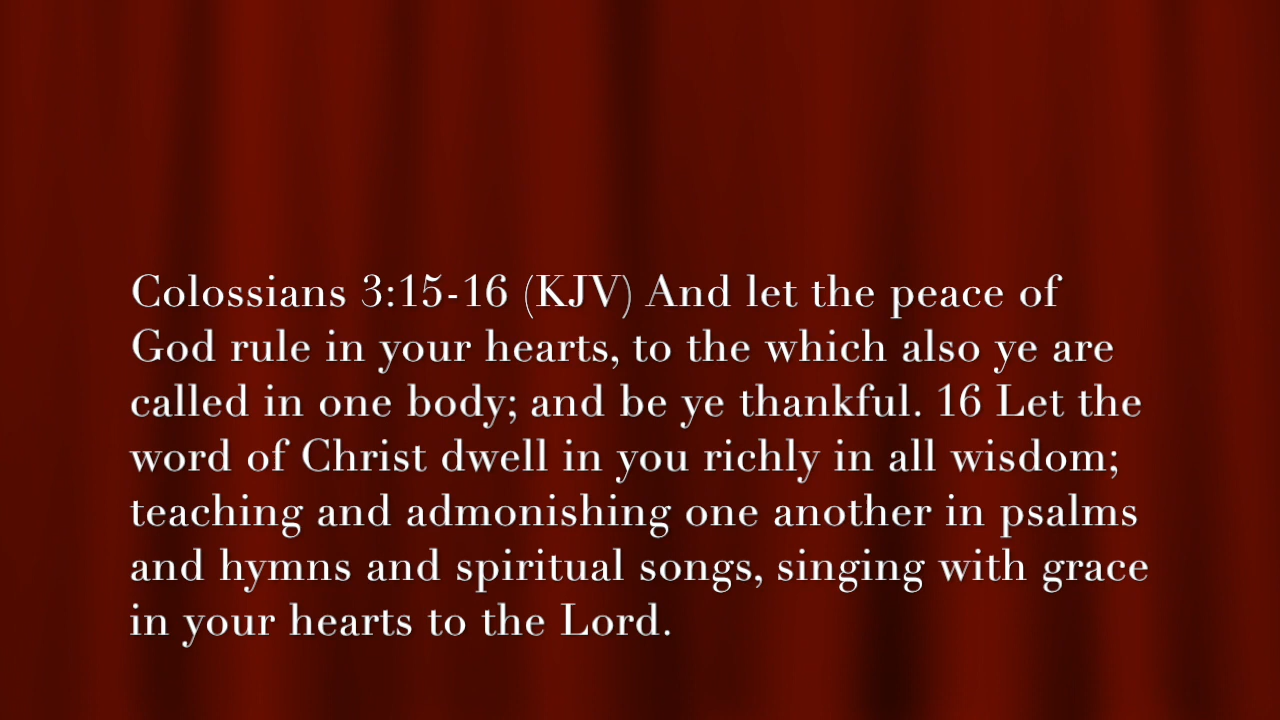 Colossians 3:15-16 (KJV) And let the peace of
God rule in your hearts, to the which also ye are
called in one body; and be ye thankful. 16 Let the
word of Christ dwell in you richly in all wisdom;
teaching and admonishing one another in psalms
and hymns and spiritual songs, singing with grace
in your hearts to the Lord.